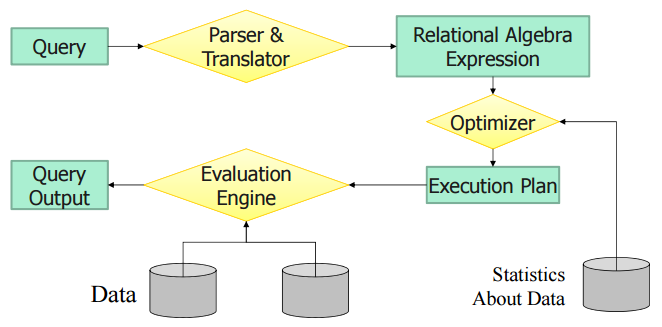 Query
Parser &
Translator
Relational Algebra
Expression
Optimizer
Query
Output
Evaluation
Engine
Execution Plan
Data
Statistics
About Data